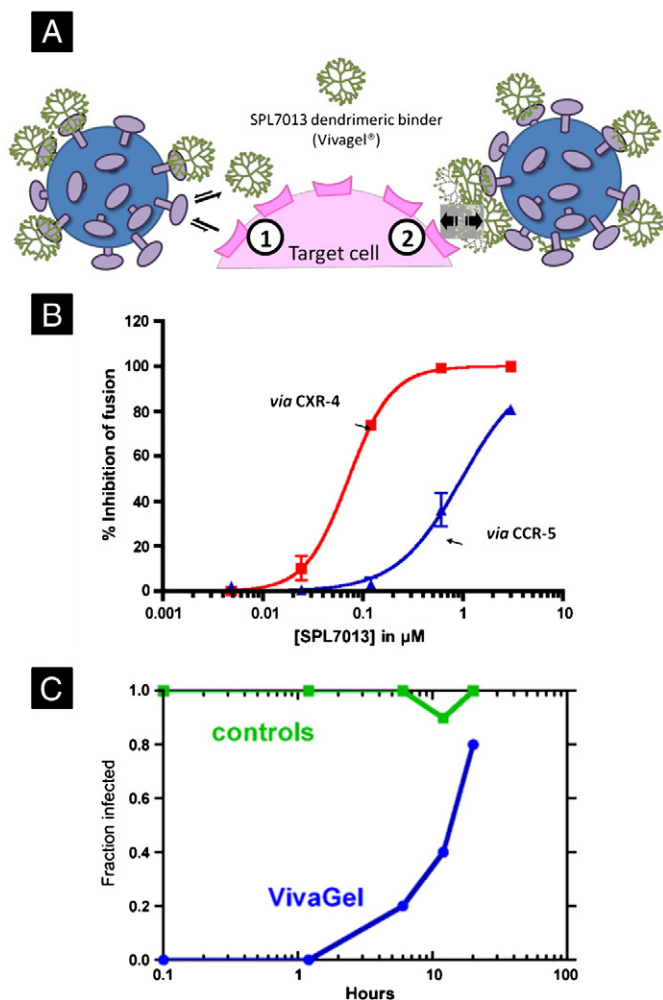 A
SPL7013 dendrimeric binder
(Vivagel®)
1
2
Target cell
B
120
100
80
60
40
20
0
% Inhibition of fusion
via CXR-4
via CCR-5
0.001
0.01
0.1
1
10
[SPL7013] in µM
C
1.0
0.8
0.6
0.4
0.2
0.0
Fraction infected
controls
VivaGel
0.1
1
10
100
Hours